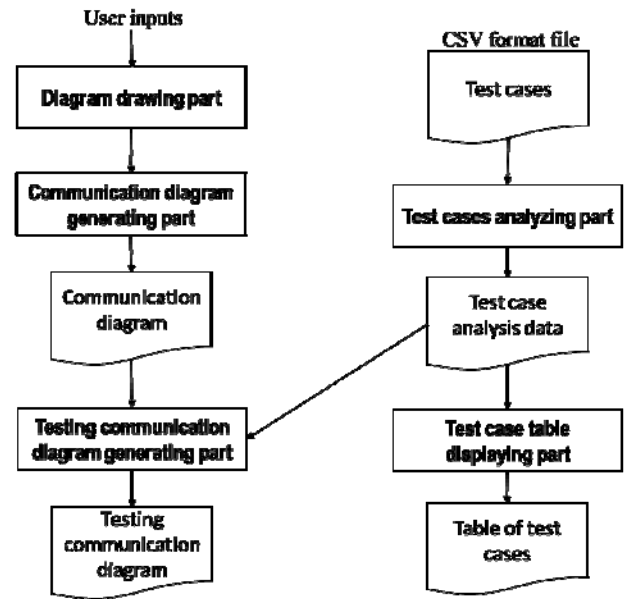 User inputs
Diagram drawing part
Communication diagram
generating part
Communication
diagram
Testing communication
diagram generating part
Testing
communication
diagram
CSV format file
Test cases
Test cases analyzing part
Test case
analysis data
Test case table
displaying part
Table of test
cases